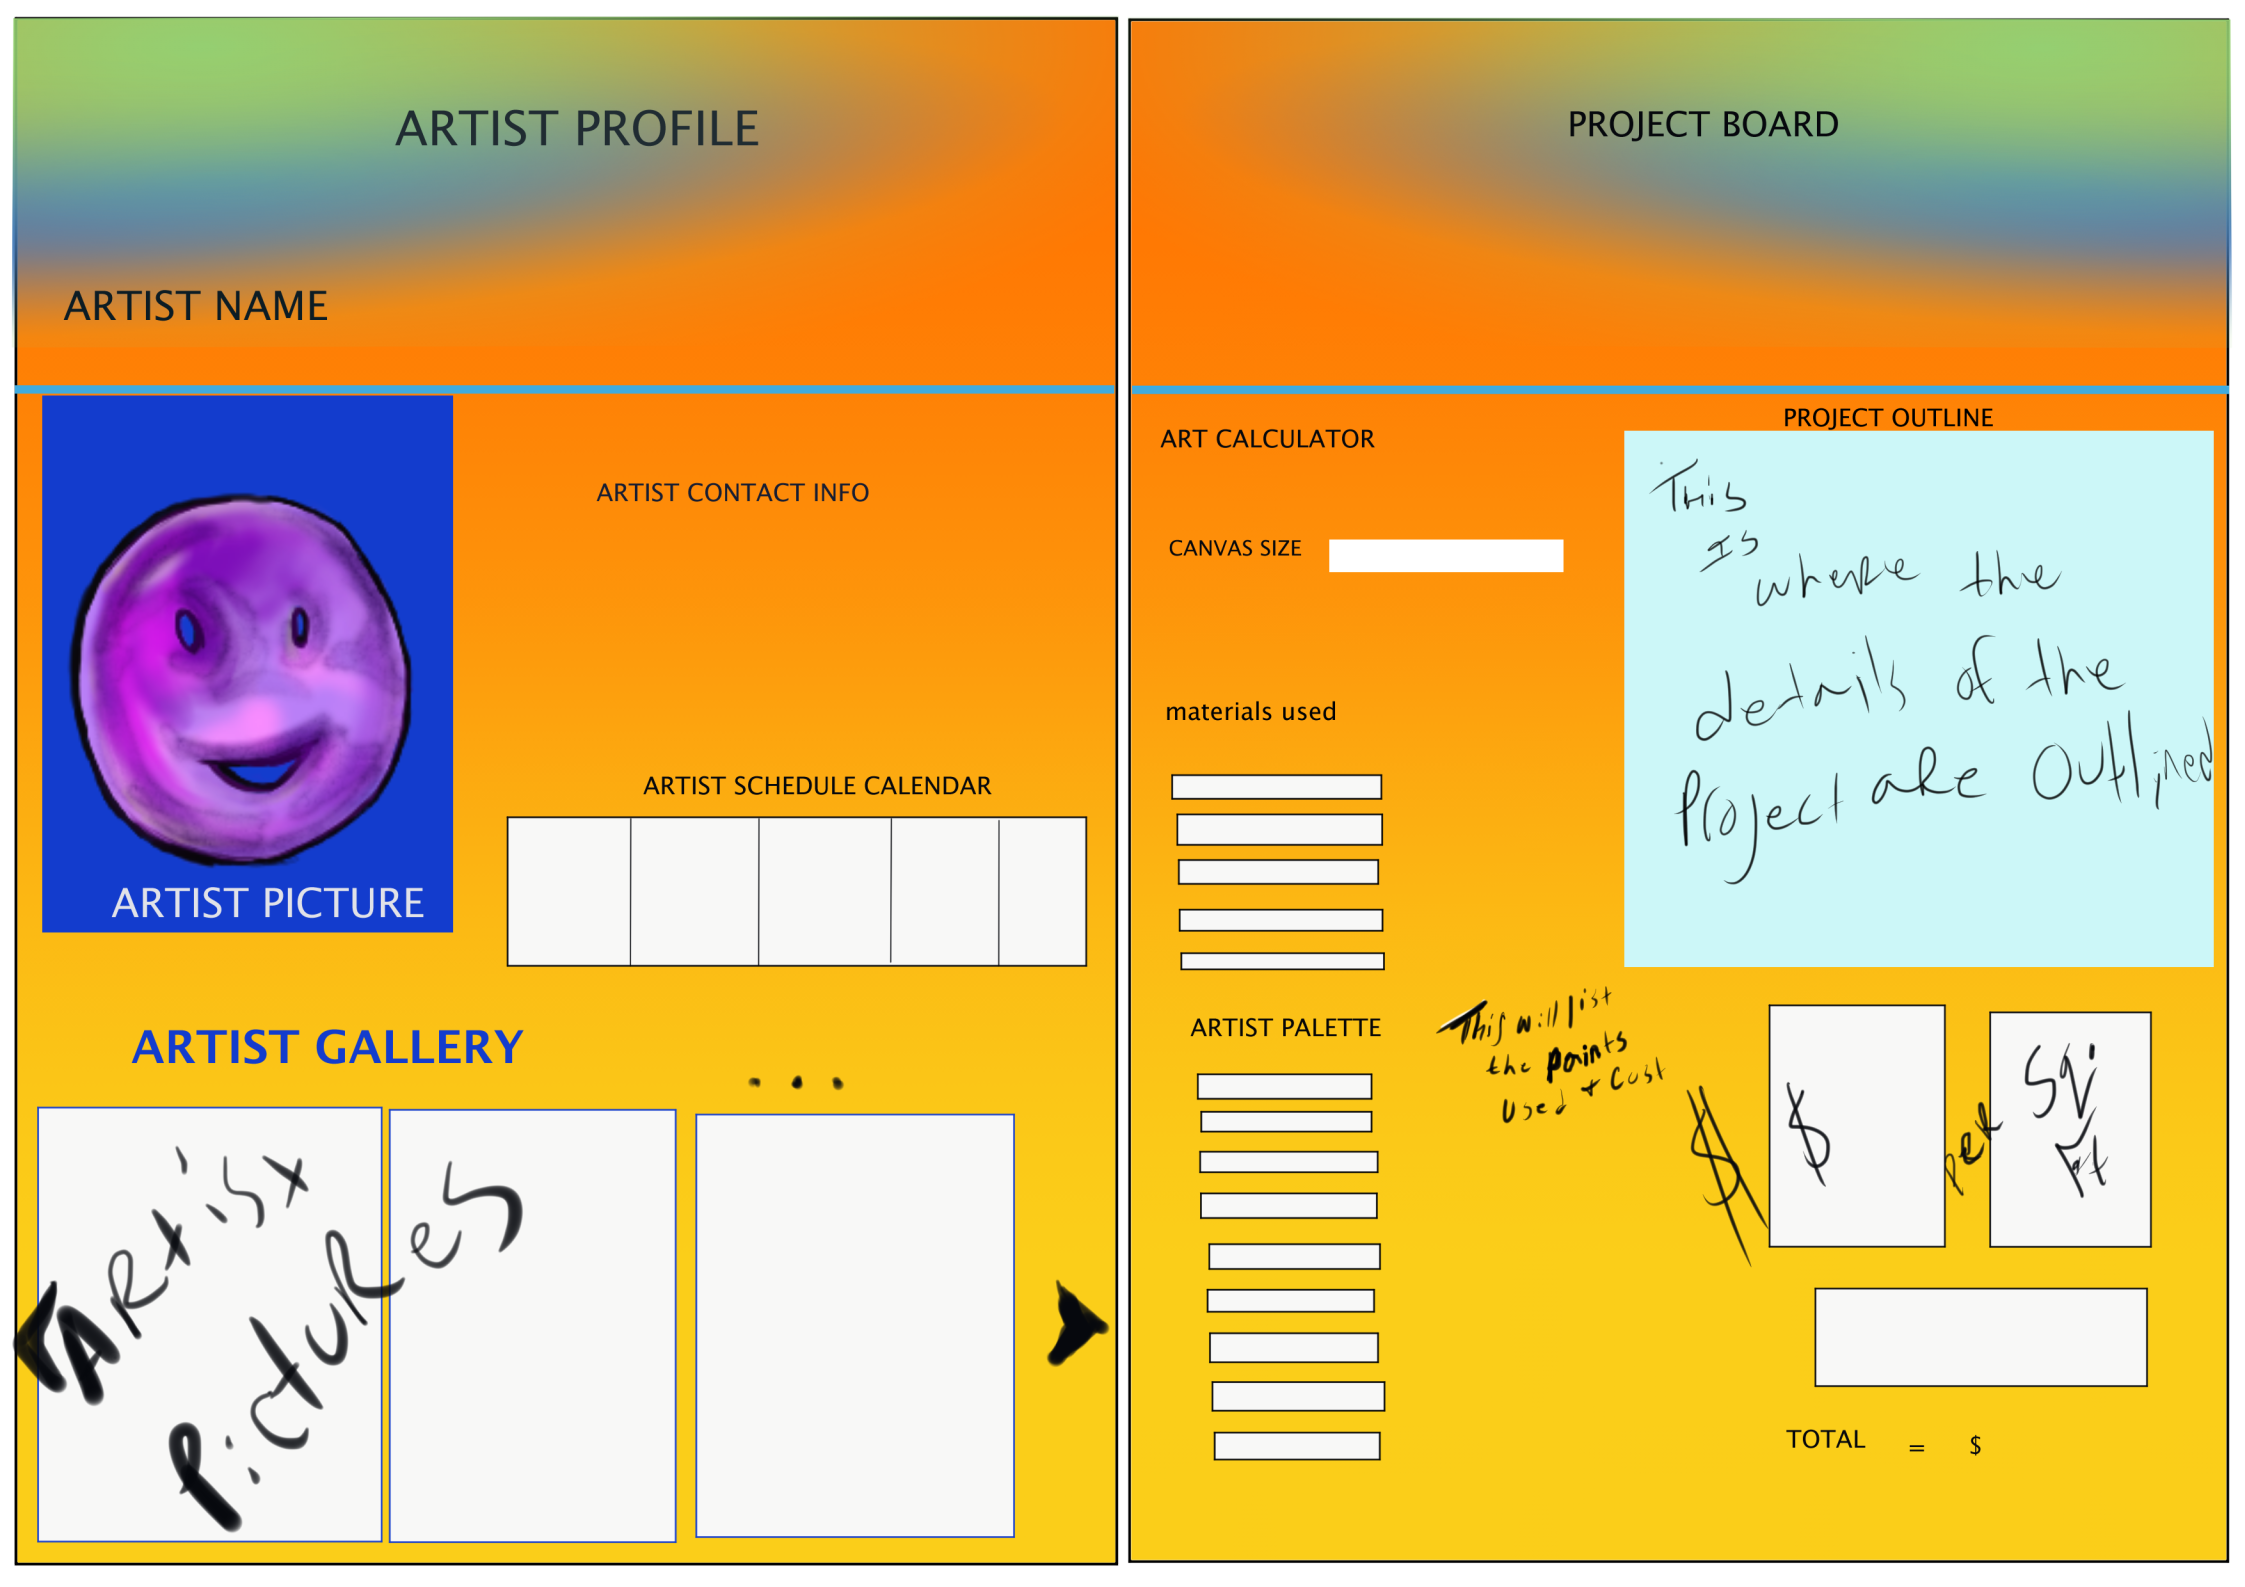 ARTIST PROFILE
ARTIST NAME
ARTIST CONTACT INFO
ARTIST PICTURE
ARTIST SCHEDULE CALENDAR
ARTIST GALLERY
...
Artist
Pictures
PROJECT BOARD
ART CALCULATOR
CANVAS SIZE
materials used
ARTIST PALETTE
This will list
the paints
used + cost
PROJECT OUTLINE
This
is
where the
details of the
Project are Outlined
$ $ per Sq
Ft
TOTAL = $